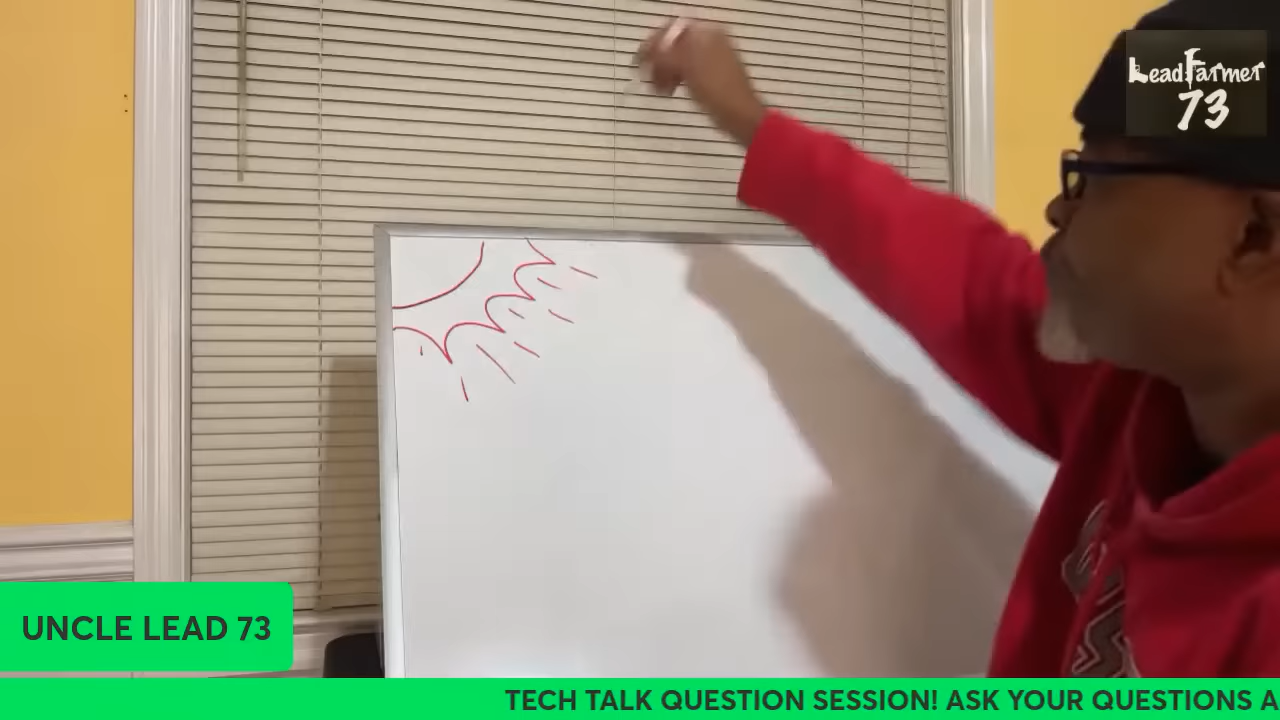 LeadFarmer
73
UNCLE LEAD 73
TECH TALK QUESTION SESSION! ASK YOUR QUESTIONS A